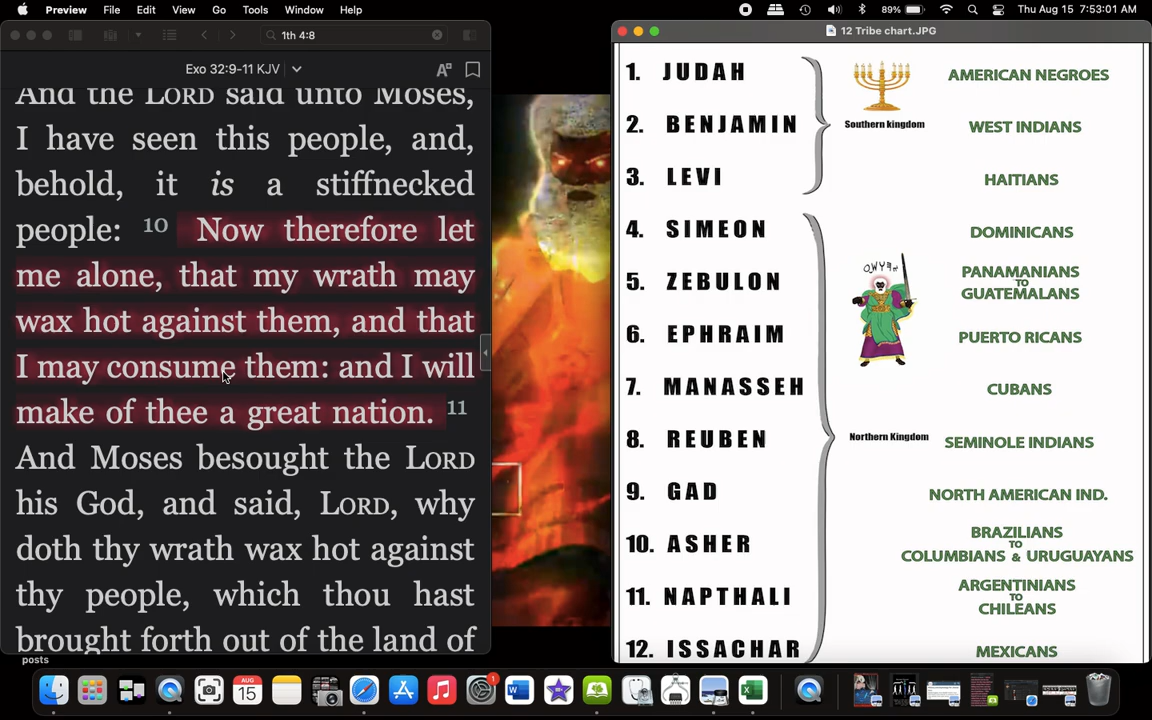 Preview File Edit View Go Tools Window Help
89% Thu Aug 15 7:53:01 AM
1th 4:8
Exo 32:9-11 KJV
And the LORD said unto Moses,
I have seen this people, and,
behold, it is a stiffnecked
people: 10 Now therefore let
me alone, that my wrath may
wax hot against them, and that
I may consume them: and I will
make of thee a great nation. 11
And Moses besought the LORD
his God, and said, LORD, why
doth thy wrath wax hot against
thy people, which thou hast
brought forth out of the land of
posts
12 Tribe chart.JPG
1. JUDAH AMERICAN NEGROES
Southern kingdom
2. BENJAMIN WEST INDIANS
3. LEVI HAITIANS
4. SIMEON DOMINICANS
5. ZEBULON PANAMANIANS
TO
GUATEMALANS
6. EPHRAIM PUERTO RICANS
7. MANASSEH CUBANS
Northern Kingdom
8. REUBEN SEMINOLE INDIANS
9. GAD NORTH AMERICAN IND.
10. ASHER BRAZILIANS
TO
COLUMBIANS & URUGUAYANS
11. NAPTHALI ARGENTINIANS
TO
CHILEANS
12. ISSACHAR MEXICANS
AUG
15
1